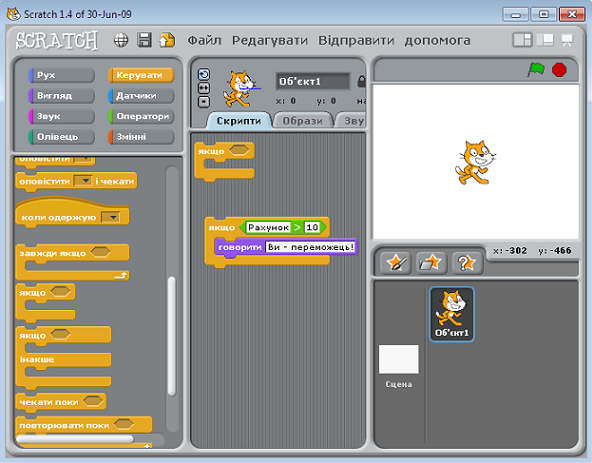 Scratch 1.4 of 30-Jun-09
SCRATCH
Файл Редагувати Відправити допомога
Рух Керувати
Вигляд Датчики
Звук Оператори
Олівець Змінні
оповістити
оповістити і чекати
коли одержую
завжди якщо
якщо
якщо
інакше
чекати поки
повторювати поки
Об'єкт1
x: 0 y: 0 на
Скрипти Образи Зву
якщо
якщо Рахунок > 10
говорити Ви - переможець!
x: -302 y: -466
Об'єкт1
Сцена